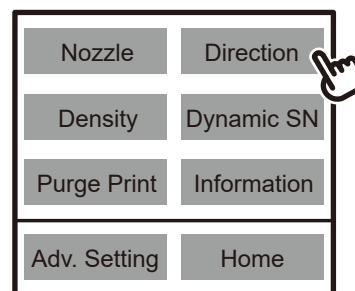 Nozzle Direction
Density Dynamic SN
Purge Print Information
Adv. Setting Home